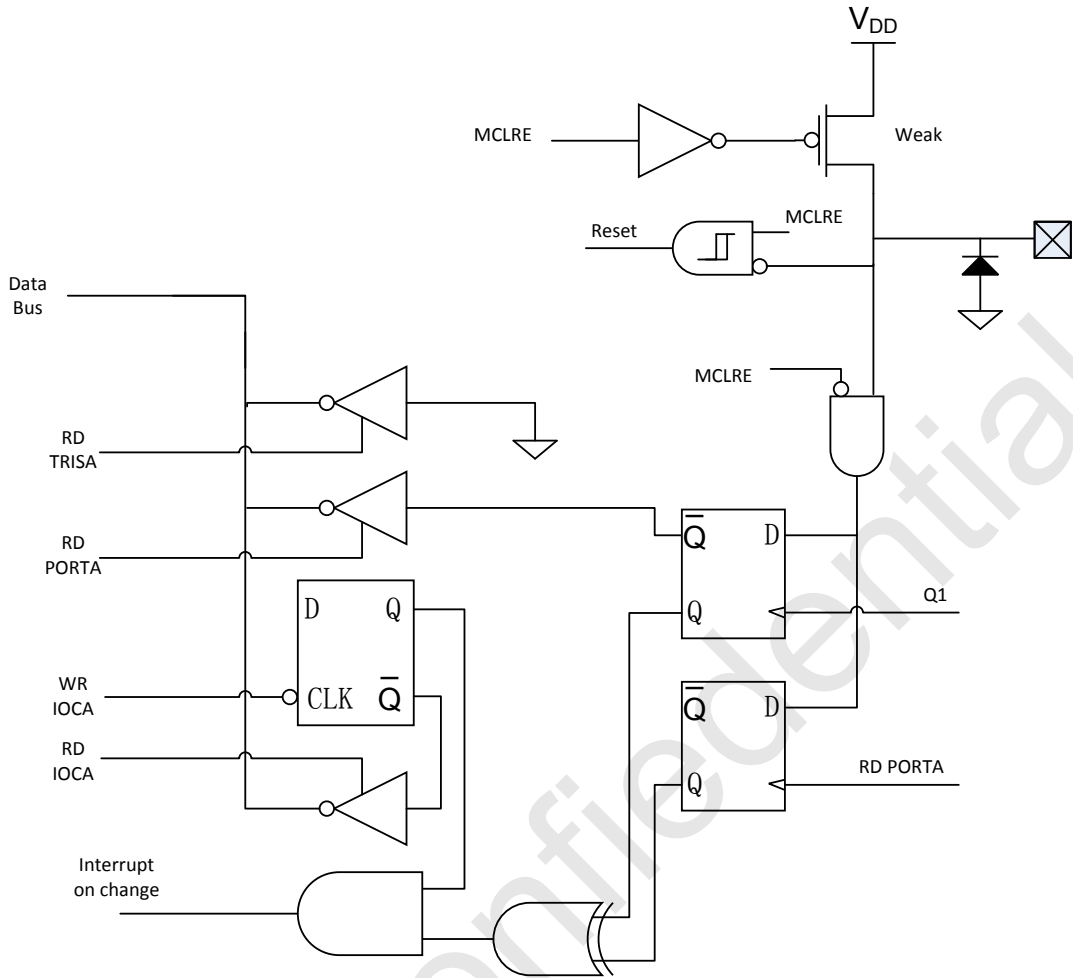 VDD
MCLRE
Weak
MCLRE
Reset
Data
Bus
MCLRE
RD
TRISA
RD
PORTA
Q̅
D
Q
Q1
D
Q
WR
IOCA
CLK
Q̅
Q̅
D
RD
IOCA
Q
RD PORTA
Interrupt
on change
onfiedential